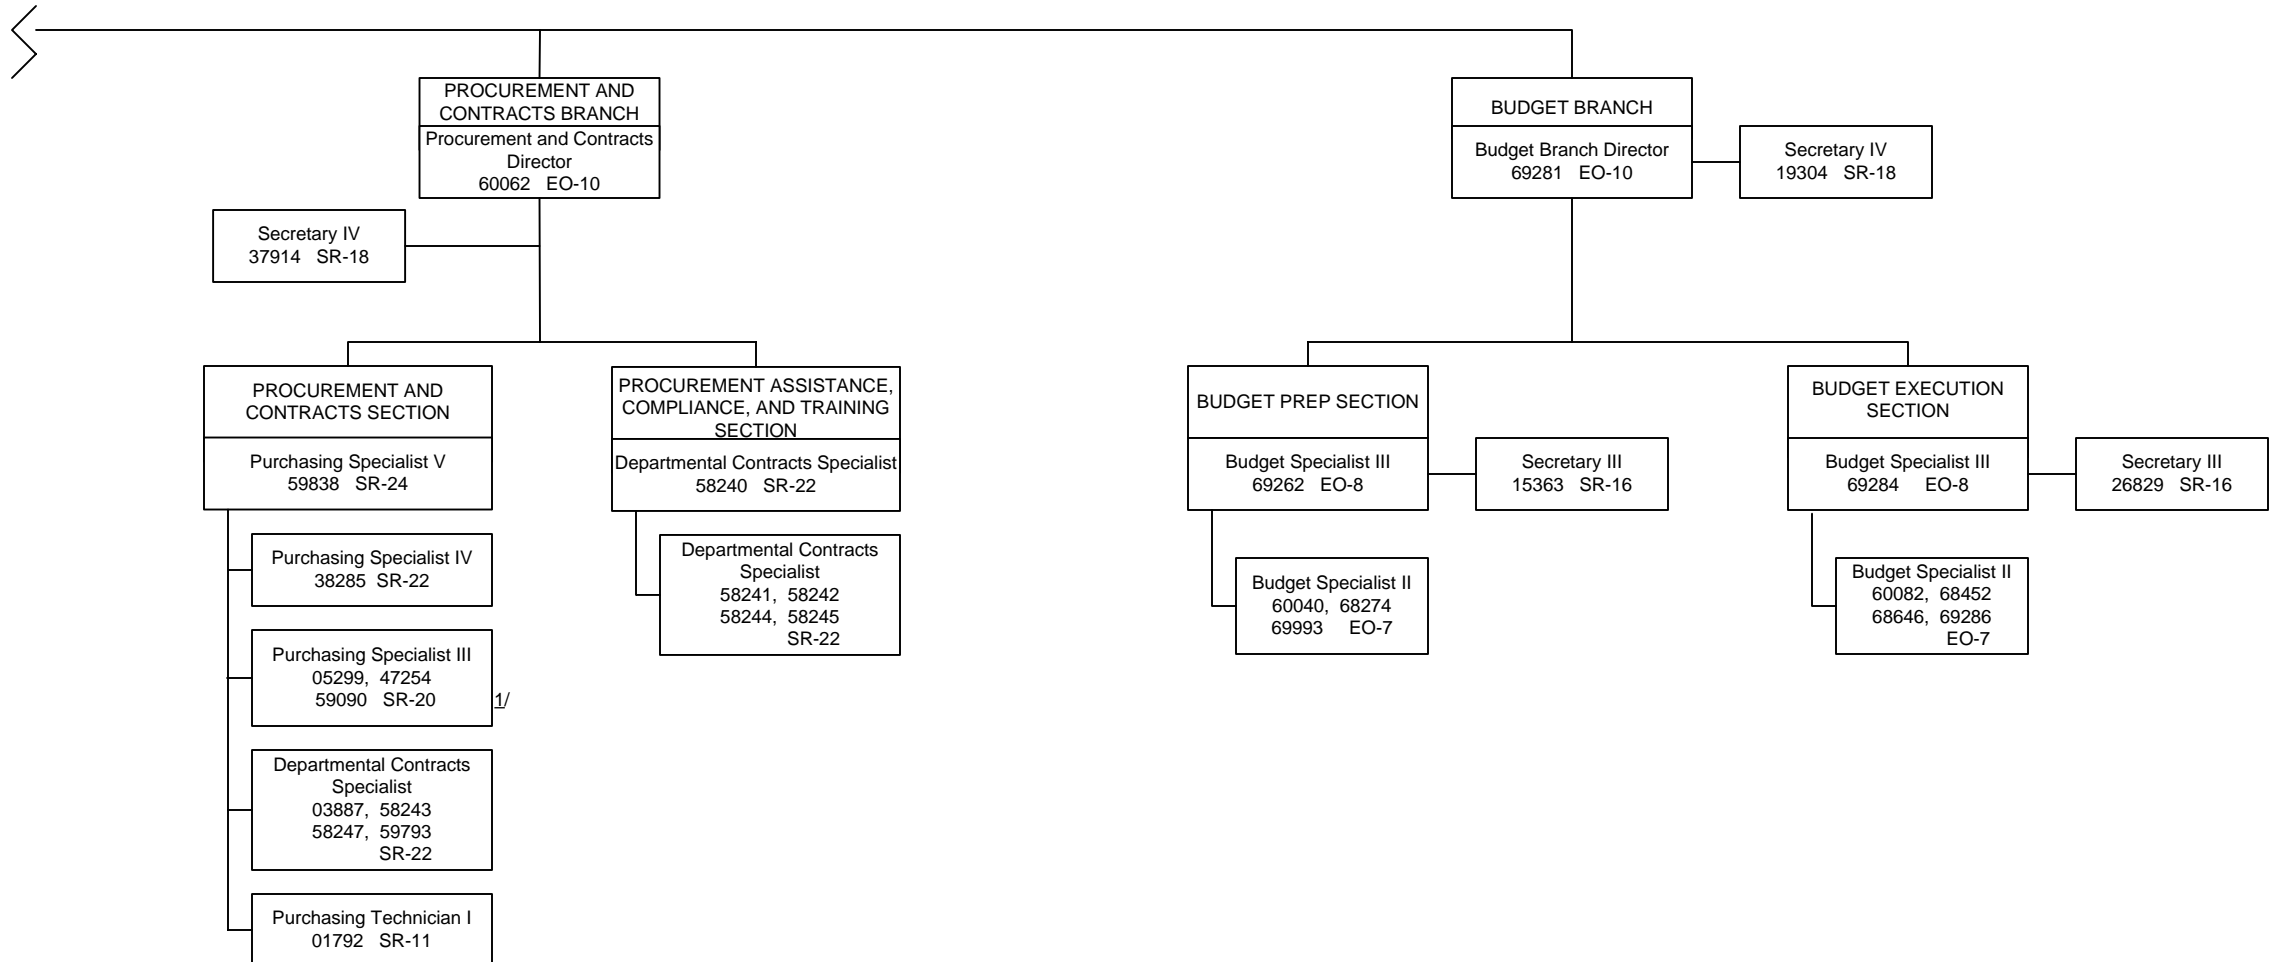 PROCUREMENT AND
CONTRACTS BRANCH
Procurement and Contracts
Director
60062 EO-10
Secretary IV
37914 SR-18
PROCUREMENT AND
CONTRACTS SECTION
Purchasing Specialist V
59838 SR-24
Purchasing Specialist IV
38285 SR-22
Purchasing Specialist III
05299, 47254
59090 SR-20
1/
Departmental Contracts
Specialist
03887, 58243
58247, 59793
SR-22
Purchasing Technician I
01792 SR-11
PROCUREMENT ASSISTANCE,
COMPLIANCE, AND TRAINING
SECTION
Departmental Contracts Specialist
58240 SR-22
Departmental Contracts
Specialist
58241, 58242
58244, 58245
SR-22
BUDGET BRANCH
Budget Branch Director
69281 EO-10
Secretary IV
19304 SR-18
BUDGET PREP SECTION
Budget Specialist III
69262 EO-8
Secretary III
15363 SR-16
Budget Specialist II
60040, 68274
69993 EO-7
BUDGET EXECUTION
SECTION
Budget Specialist III
69284 EO-8
Secretary III
26829 SR-16
Budget Specialist II
60082, 68452
68646, 69286
EO-7